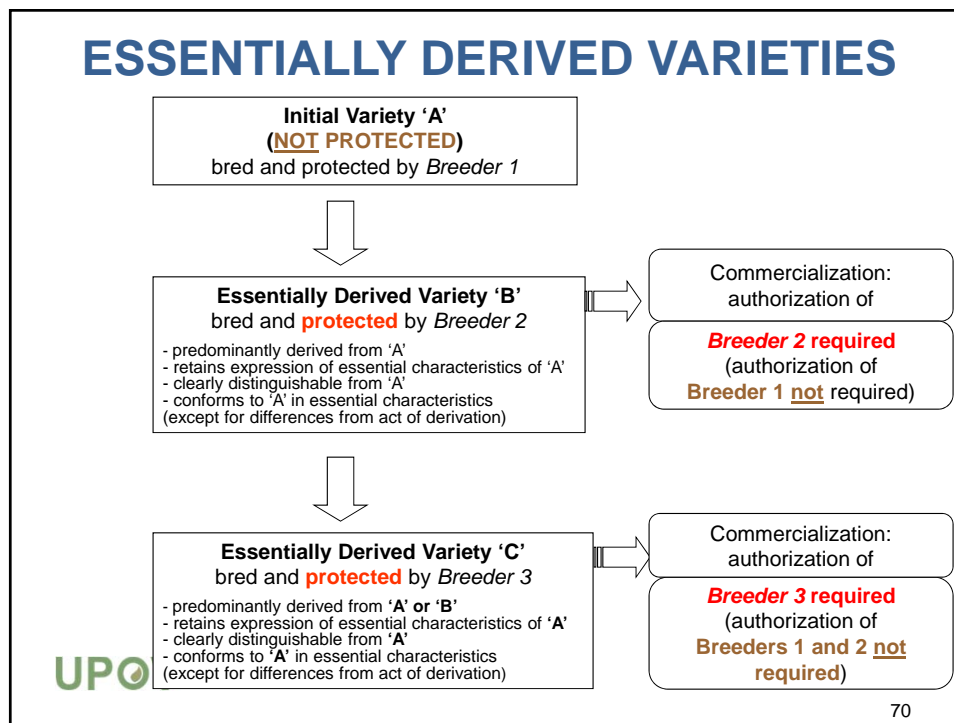 ESSENTIALLY DERIVED VARIETIES
Initial Variety ‘A’
(NOT PROTECTED)
bred and protected by Breeder 1
Essentially Derived Variety ‘B’
bred and protected by Breeder 2
- predominantly derived from ‘A’
- retains expression of essential characteristics of ‘A’
- clearly distinguishable from ‘A’
- conforms to ‘A’ in essential characteristics
(except for differences from act of derivation)
Commercialization:
authorization of
Breeder 2 required
(authorization of
Breeder 1 not required)
Essentially Derived Variety ‘C’
bred and protected by Breeder 3
- predominantly derived from ‘A’ or ‘B’
- retains expression of essential characteristics of ‘A’
- clearly distinguishable from ‘A’
- conforms to ‘A’ in essential characteristics
(except for differences from act of derivation)
Commercialization:
authorization of
Breeder 3 required
(authorization of
Breeders 1 and 2 not
required)
70